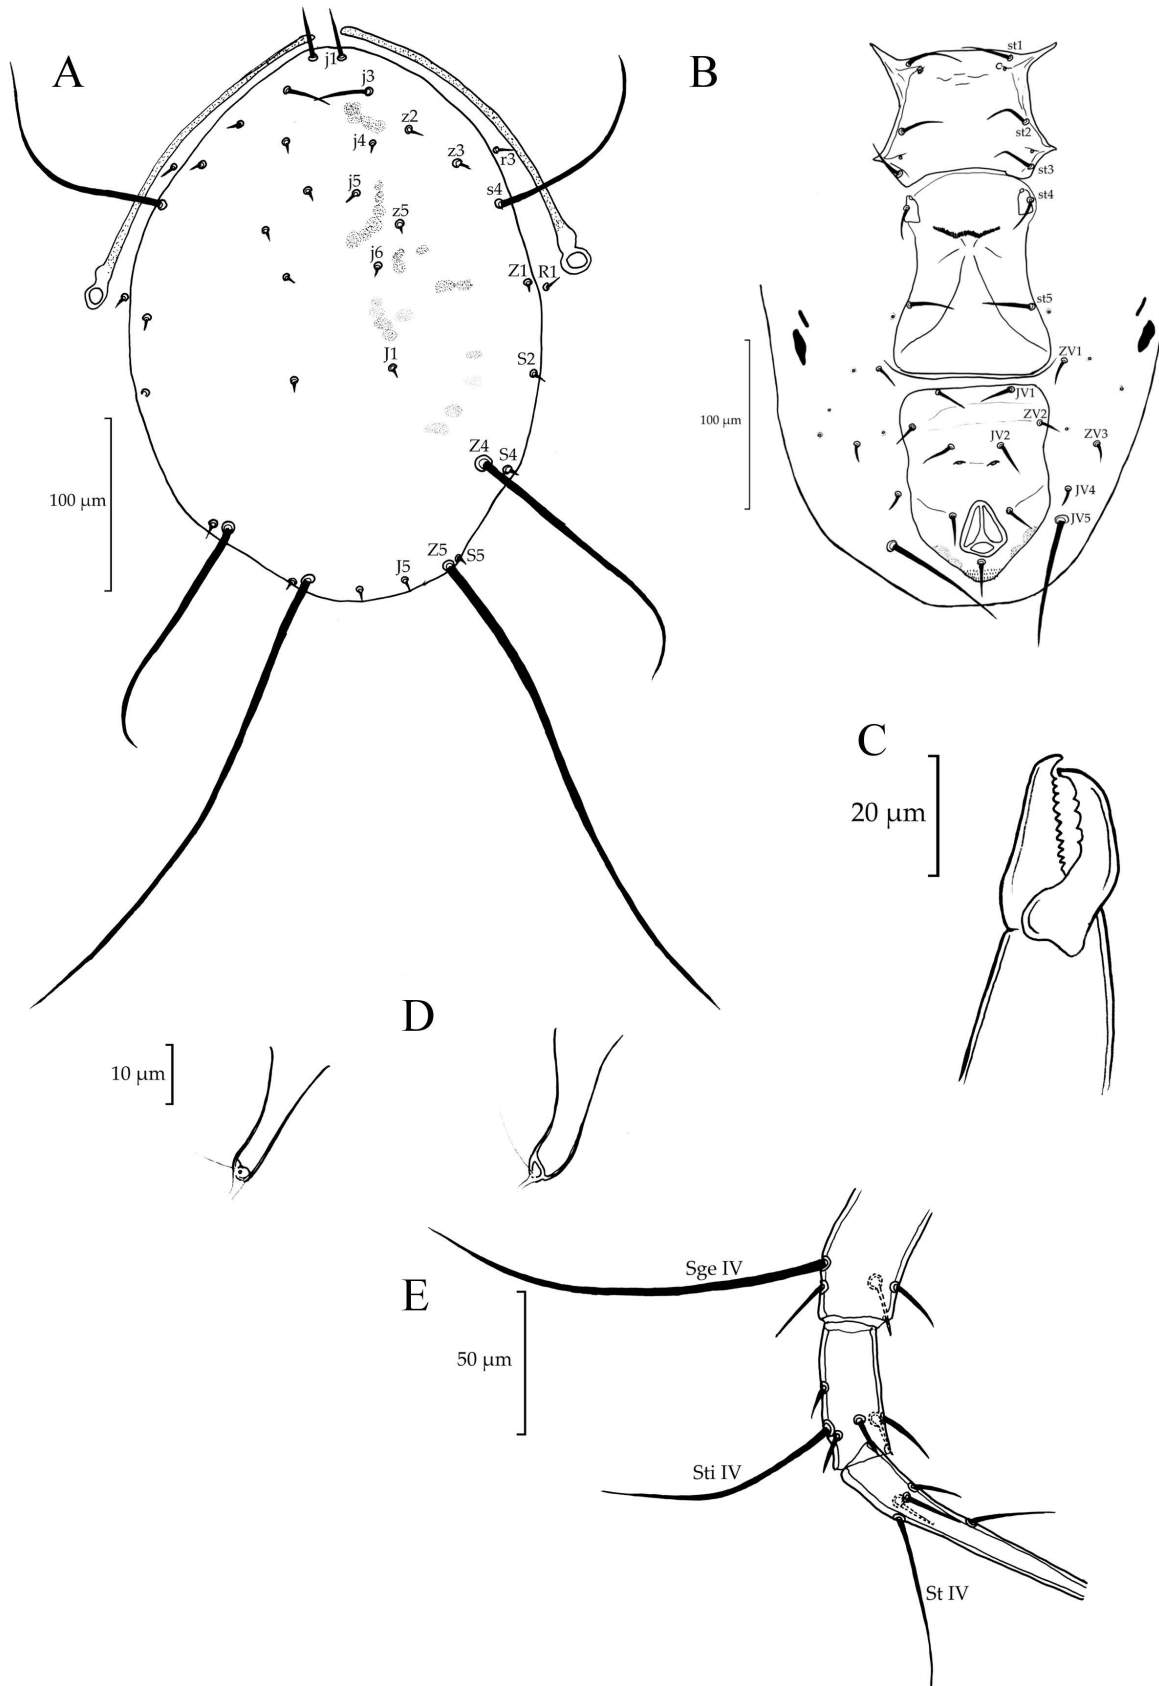 A
j1
j3
z2
j4
z3
r3
j5
s4
z5
j6
Z1 R1
J1
S2
Z4
S4
100 µm
Z5 S5
J5
B
st1
st2
st3
st4
st5
ZV1
JV1
ZV2
100 µm
JV2
ZV3
JV4
JV5
C
20 µm
D
10 µm
E
Sge IV
50 µm
Sti IV
St IV